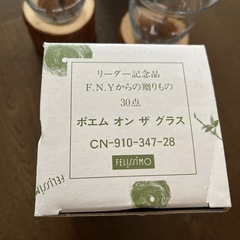 リーダー記念品
F.N.Yからの贈りもの
30点
ポエム オン ザ グラス
CN-910-347-28
FELISSIMO
FELISSIMO